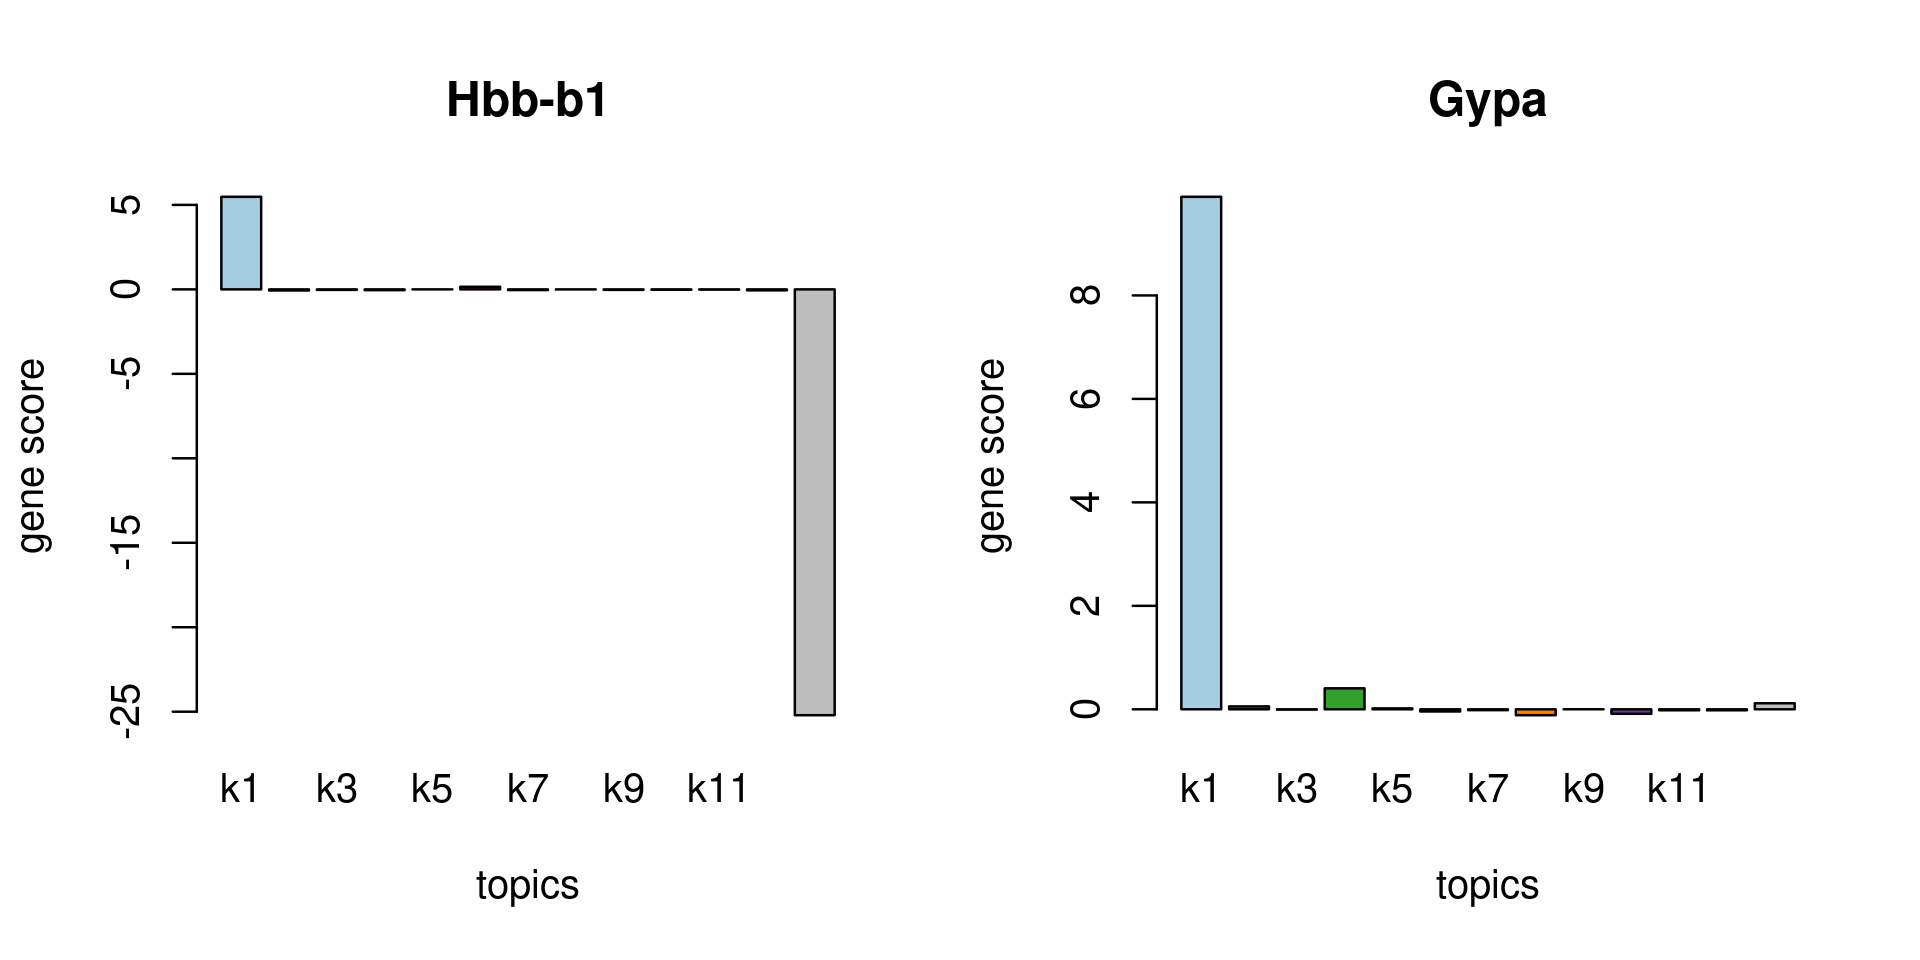 Hbb-b1
gene score
5
0
-5
-15
-25
k1 k3 k5 k7 k9 k11
topics
Gypa
gene score
8
6
4
2
0
k1 k3 k5 k7 k9 k11
topics